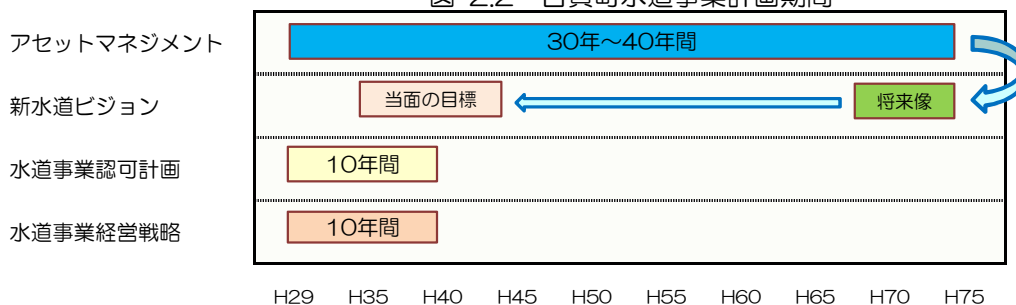 アセットマネジメント
30年～40年間
新水道ビジョン
当面の目標
将来像
水道事業認可計画
10年間
水道事業経営戦略
10年間
H29 H35 H40 H45 H50 H55 H60 H65 H70 H75